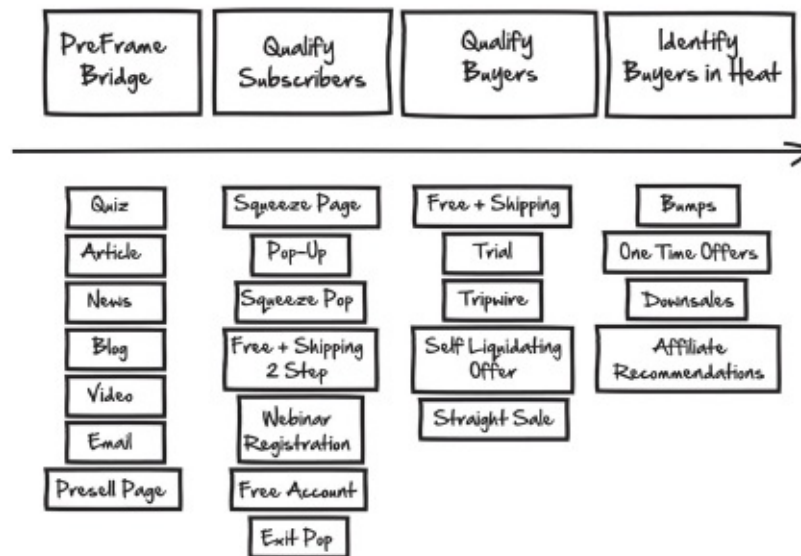 PreFrame
Bridge
Qualify
Subscribers
Qualify
Buyers
Identify
Buyers in Heat
Quiz
Article
News
Blog
Video
Email
Presell Page
Squeeze Page
Pop-Up
Squeeze Pop
Free + Shipping
2 Step
Webinar
Registration
Free Account
Exit Pop
Free + Shipping
Trial
Tripwire
Self Liquidating
Offer
Straight Sale
Bumps
One Time Offers
Downsales
Affiliate
Recommendations